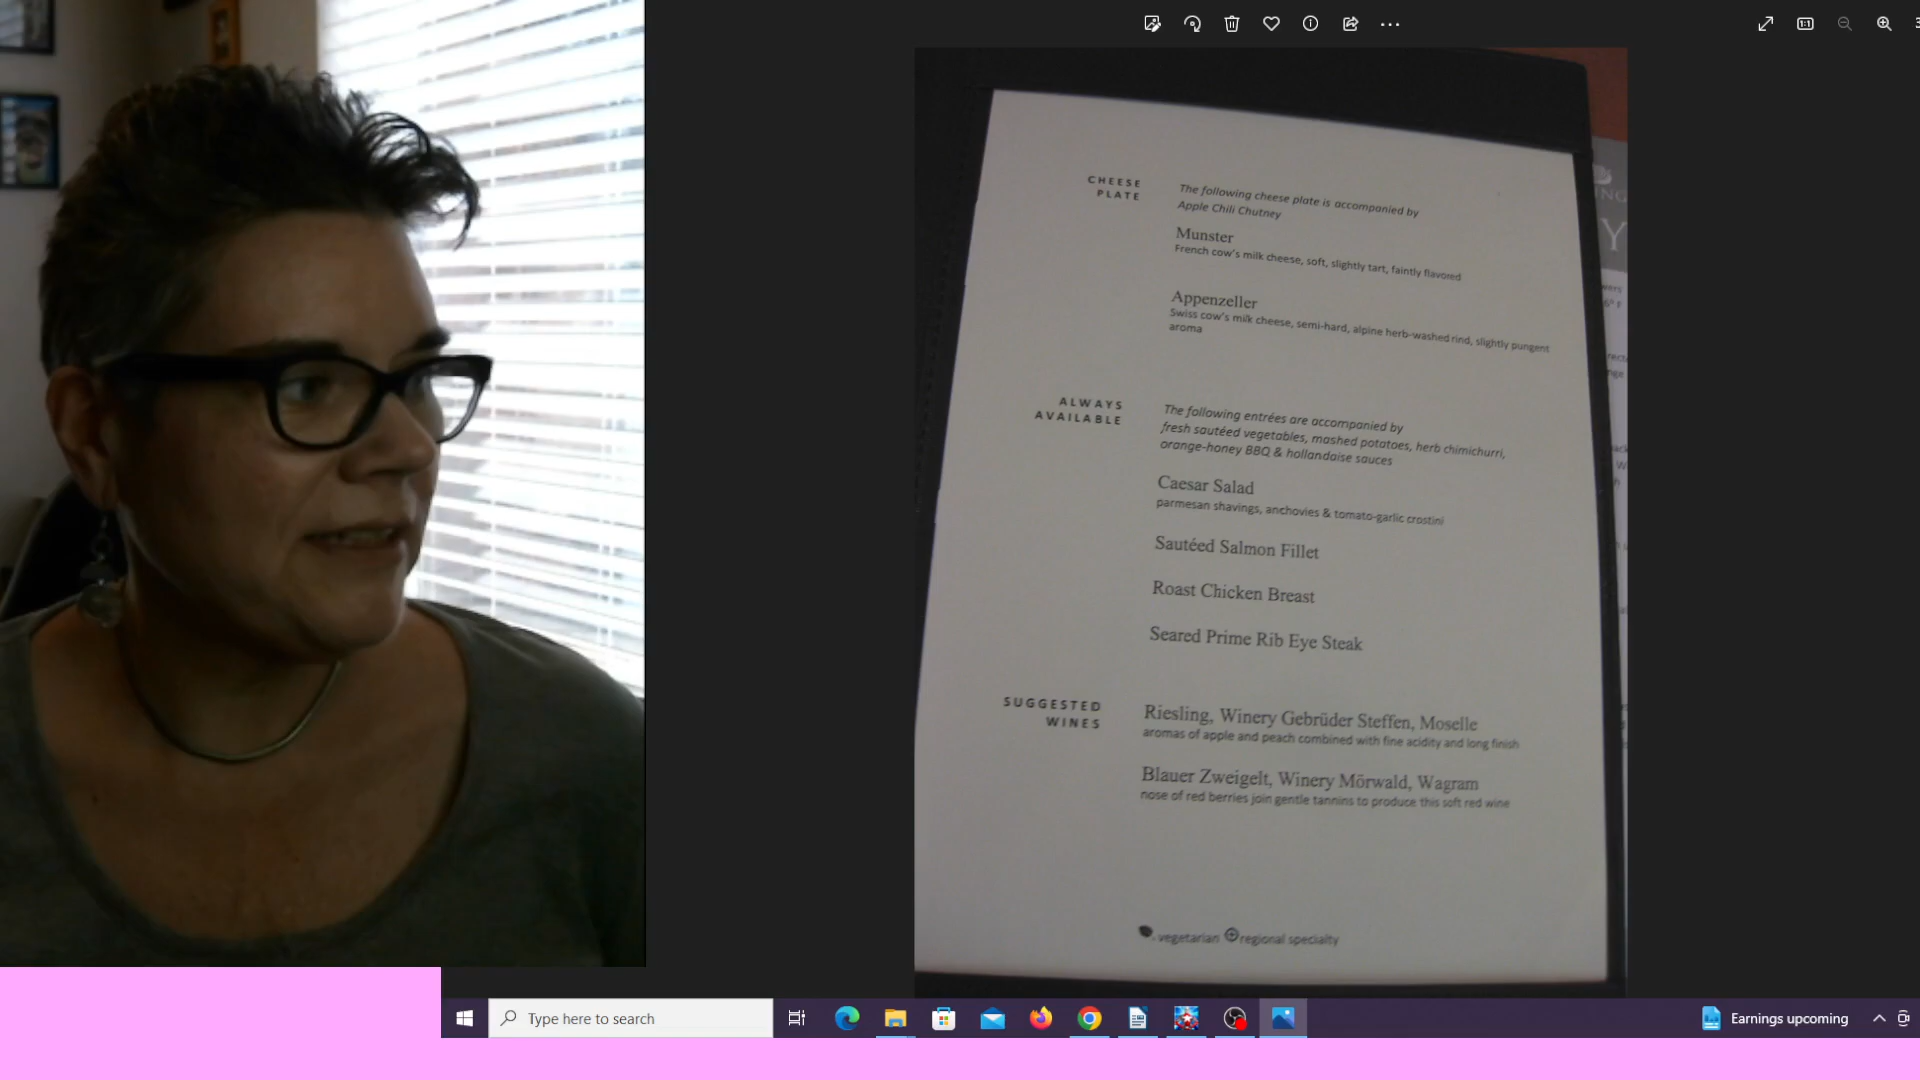 CHEESE
PLATE
The following cheese plate is accompanied by
Apple Chili Chutney
Munster
French cow's milk cheese, soft, slightly tart, faintly flavored
Appenzeller
Swiss cow's milk cheese, semi-hard, alpine herb-washed rind, slightly pungent
aroma
ALWAYS
AVAILABLE
The following entrées are accompanied by
fresh sautéed vegetables, mashed potatoes, herb chimichurri,
orange-honey BBQ & hollandaise sauces
Caesar Salad
parmesan shavings, anchovies & tomato-garlic crostini
Sautéed Salmon Fillet
Roast Chicken Breast
Seared Prime Rib Eye Steak
SUGGESTED
WINES
Riesling, Winery Gebrüder Steffen, Moselle
aromas of apple and peach combined with fine acidity and long finish
Blauer Zweigelt, Winery Mörwald, Wagram
nose of red berries join gentle tannins to produce this soft red wine
vegetarian regional specialty
Type here to search
Earnings upcoming